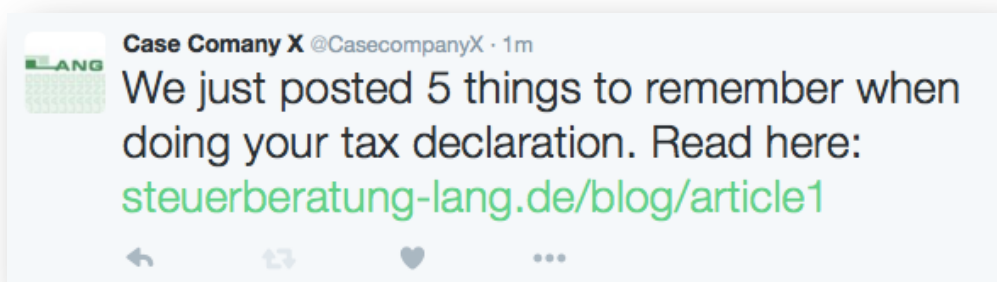 Case Comany X @CasecompanyX · 1m
LANG
We just posted 5 things to remember when
doing your tax declaration. Read here:
steuerberatung-lang.de/blog/article1